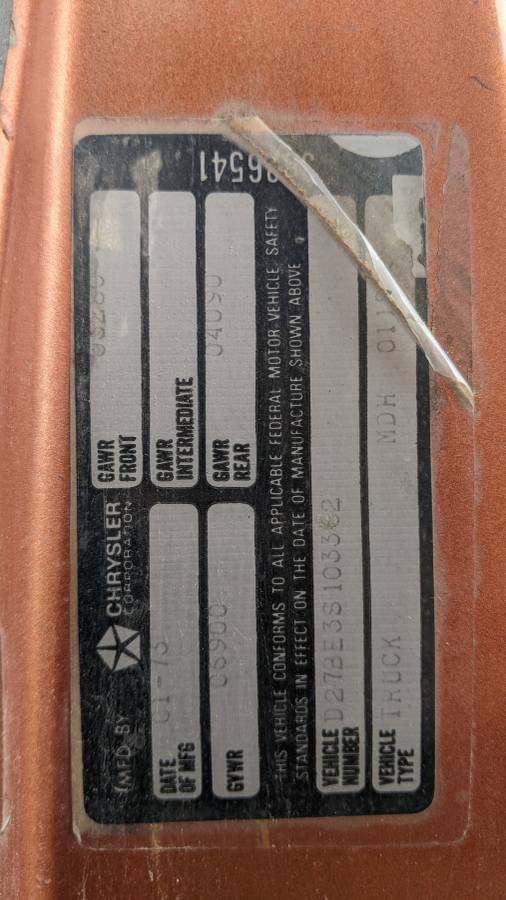 MFD BY CHRYSLER
CORPORATION
DATE
OF MFG
01-73
GAWR
FRONT
GAWR
INTERMEDIATE
GVWR
06900
GAWR
REAR
04090
THIS VEHICLE CONFORMS TO ALL APPLICABLE FEDERAL MOTOR VEHICLE SAFETY
STANDARDS IN EFFECT ON THE DATE OF MANUFACTURE SHOWN ABOVE
VEHICLE
NUMBER
VEHICLE
TYPE
TRUCK MDH